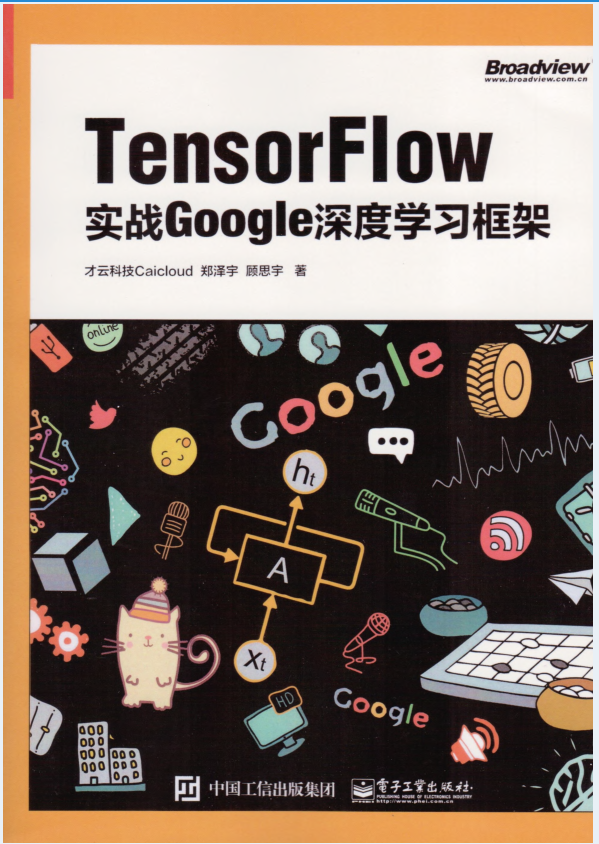 Broadview
www.broadview.com.cn
TensorFlow
实战Google深度学习框架
才云科技Caicloud 郑泽宇 顾思宇 著
online
Google
ht
A
xt
Google
HD
中国工信出版集团
電子工業出版社·
PUBLISHING HOUSE OF ELECTRONICS INDUSTRY
http://www.phei.com.cn